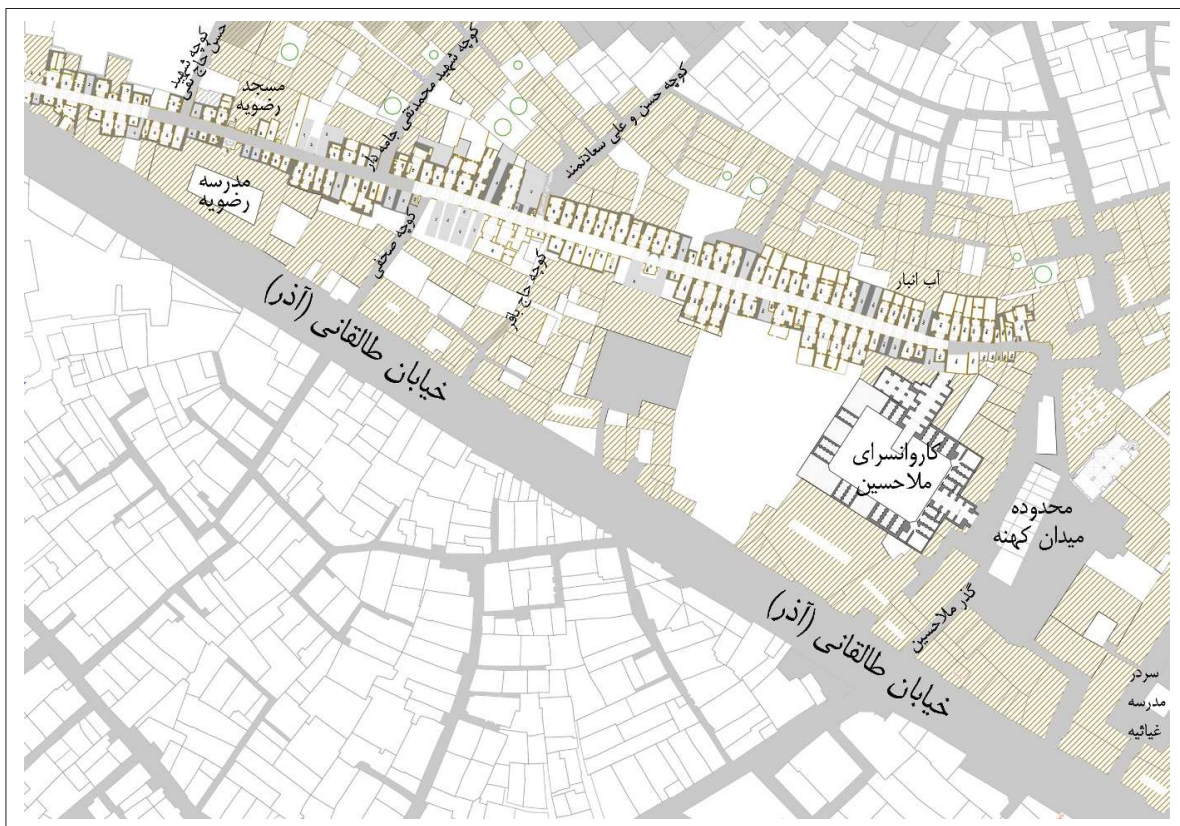 کوچه شهید
حسن حاج تقی
مسجد
رضویه
کوچه شهید محمدتقی جامه دار
کوچه حسن و علی سعادتمند
مدرسه
رضویه
کوچه صحفی
کوچه حاج باقر
آب انبار
خیابان طالقانی (آذر)
کاروانسرای
ملاحسین
محدوده
میدان کهنه
گذر ملاحسین
خیابان طالقانی (آذر)
سردر
مدرسه
غیاثیه